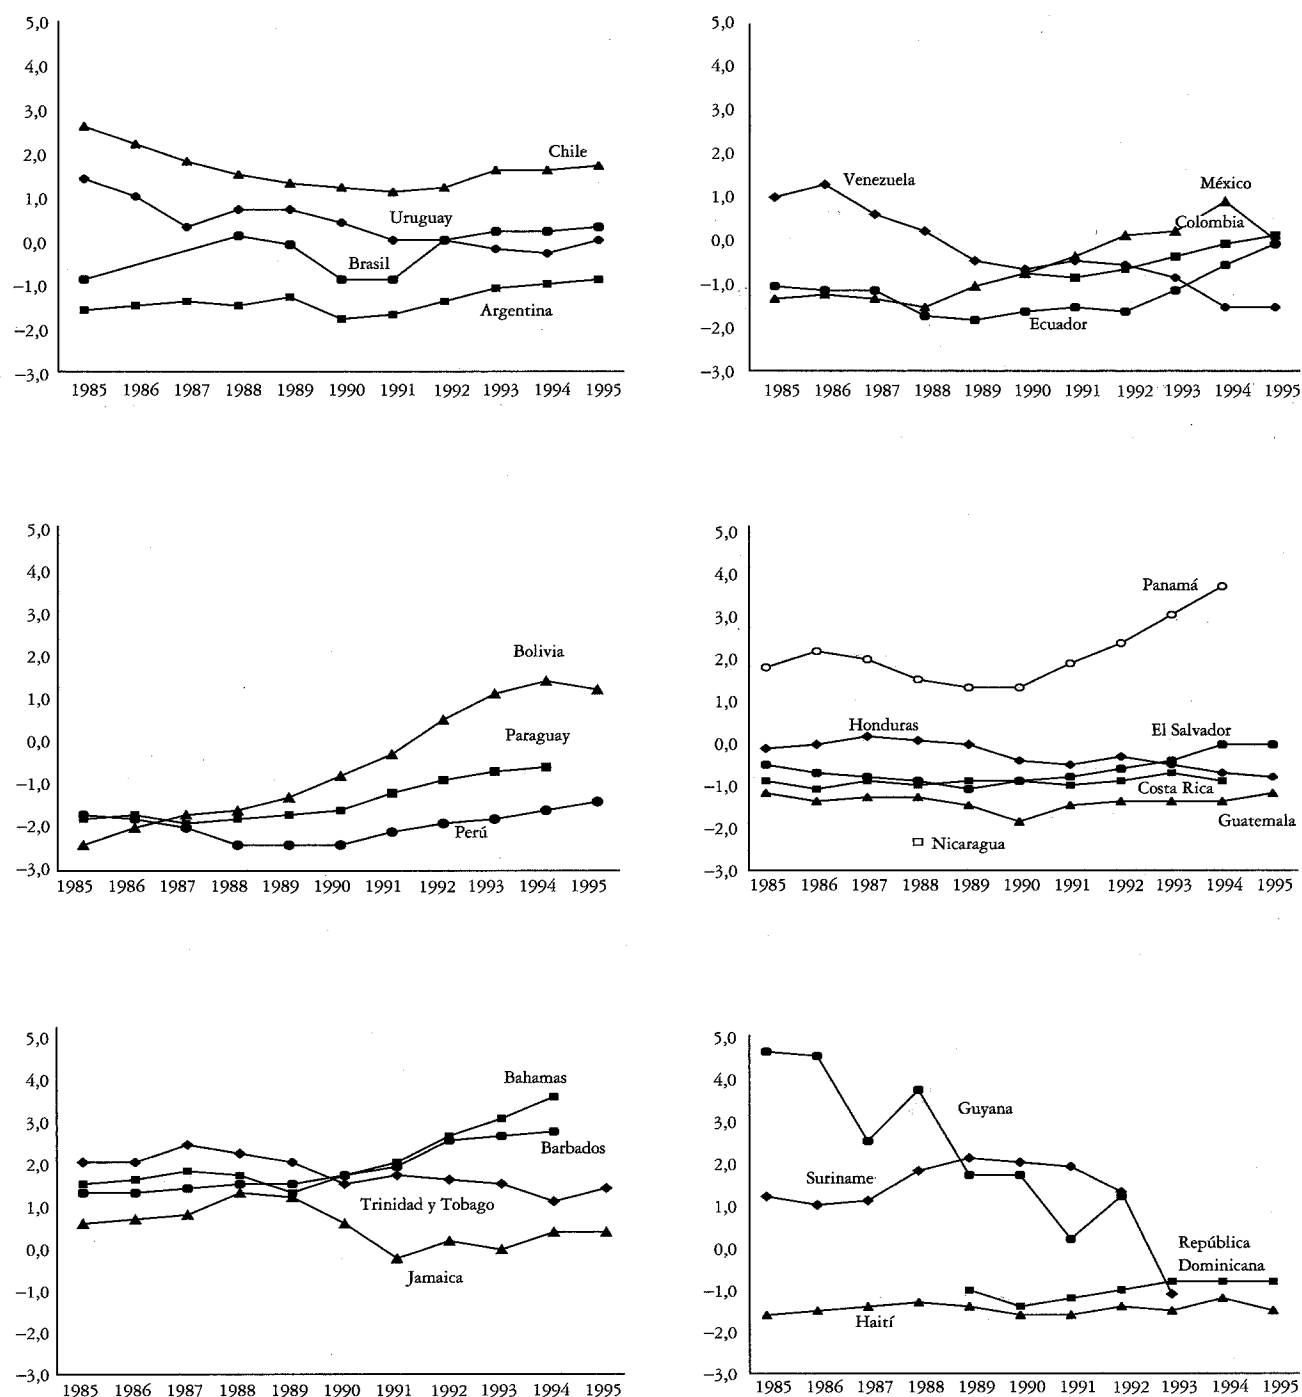 5,0
4,0
3,0
2,0
1,0
0,0
−1,0
−2,0
−3,0
Chile
Uruguay
Brasil
Argentina
1985 1986 1987 1988 1989 1990 1991 1992 1993 1994 1995
5,0
4,0
3,0
2,0
1,0
0,0
−1,0
−2,0
−3,0
Venezuela
México
Colombia
Ecuador
1985 1986 1987 1988 1989 1990 1991 1992 1993 1994 1995
5,0
4,0
3,0
2,0
1,0
0,0
−1,0
−2,0
−3,0
Bolivia
Paraguay
Perú
1985 1986 1987 1988 1989 1990 1991 1992 1993 1994 1995
5,0
4,0
3,0
2,0
1,0
0,0
−1,0
−2,0
−3,0
Panamá
Honduras
El Salvador
Costa Rica
Guatemala
Nicaragua
1985 1986 1987 1988 1989 1990 1991 1992 1993 1994 1995
5,0
4,0
3,0
2,0
1,0
0,0
−1,0
−2,0
−3,0
Bahamas
Barbados
Trinidad y Tobago
Jamaica
1985 1986 1987 1988 1989 1990 1991 1992 1993 1994 1995
5,0
4,0
3,0
2,0
1,0
0,0
−1,0
−2,0
−3,0
Guyana
Suriname
República
Dominicana
Haití
1985 1986 1987 1988 1989 1990 1991 1992 1993 1994 1995